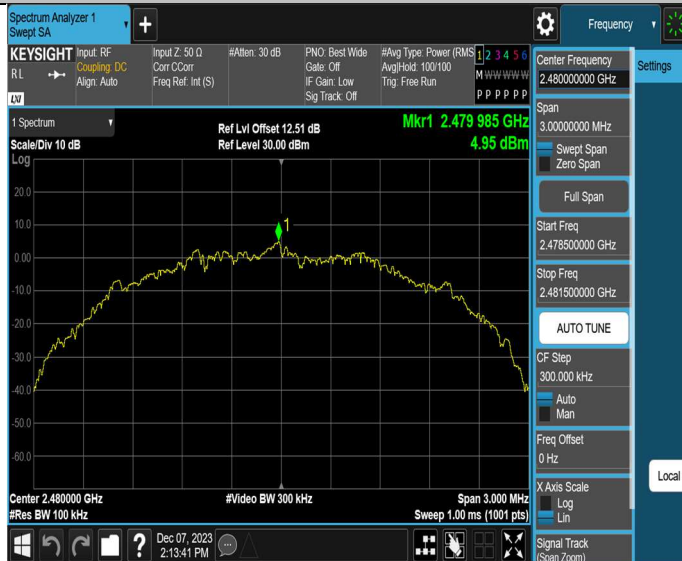 Spectrum Analyzer 1
Swept SA
+
Frequency
KEYSIGHT
RL
LXI
Input: RF
Coupling: DC
Align: Auto
Input Z: 50 Ω
Corr CCorr
Freq Ref: Int (S)
#Atten: 30 dB
PNO: Best Wide
Gate: Off
IF Gain: Low
Sig Track: Off
#Avg Type: Power (RMS
Avg|Hold: 100/100
Trig: Free Run
1 2 3 4 5 6
M W W W W W
P P P P P P
1 Spectrum
Scale/Div 10 dB
Ref Lvl Offset 12.51 dB
Ref Level 30.00 dBm
Mkr1 2.479 985 GHz
4.95 dBm
Log
20.0
10.0
0.00
-10.0
-20.0
-30.0
-40.0
-50.0
-60.0
1
Center 2.480000 GHz
#Res BW 100 kHz
#Video BW 300 kHz
Span 3.000 MHz
Sweep 1.00 ms (1001 pts)
Center Frequency
2.480000000 GHz
Span
3.00000000 MHz
Swept Span
Zero Span
Full Span
Start Freq
2.478500000 GHz
Stop Freq
2.481500000 GHz
AUTO TUNE
CF Step
300.000 kHz
Auto
Man
Freq Offset
0 Hz
X Axis Scale
Log
Lin
Signal Track
(Span Zoom)
Settings
Local
?
Dec 07, 2023
2:13:41 PM